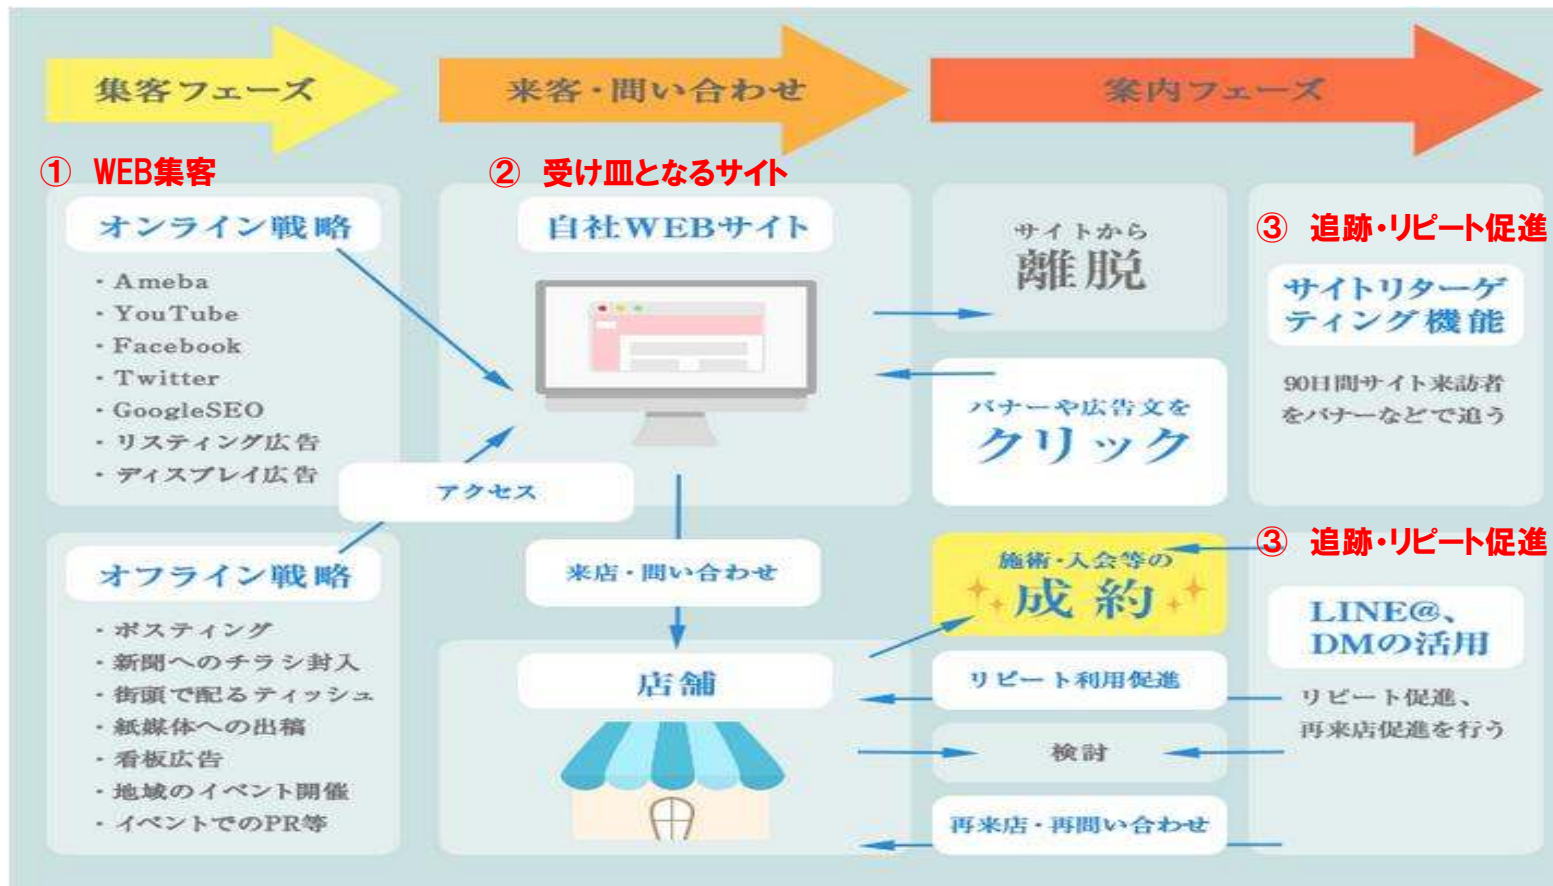 集客フェーズ
来客・問い合わせ
案内フェーズ
① WEB集客
② 受け皿となるサイト
オンライン戦略
・Ameba
・YouTube
・Facebook
・Twitter
・GoogleSEO
・リスティング広告
・ディスプレイ広告
アクセス
オフライン戦略
・ポスティング
・新聞へのチラシ封入
・街頭で配るティッシュ
・紙媒体への出稿
・看板広告
・地域のイベント開催
・イベントでのPR等
自社WEBサイト
来店・問い合わせ
店舗
サイトから
離脱
バナーや広告文を
クリック
施術・入会等の
成約
リピート利用促進
検討
再来店・再問い合わせ
③ 追跡・リピート促進
サイトリターゲ
ティング機能
90日間サイト来訪者
をバナーなどで追う
③ 追跡・リピート促進
LINE@、
DMの活用
リピート促進、
再来店促進を行う